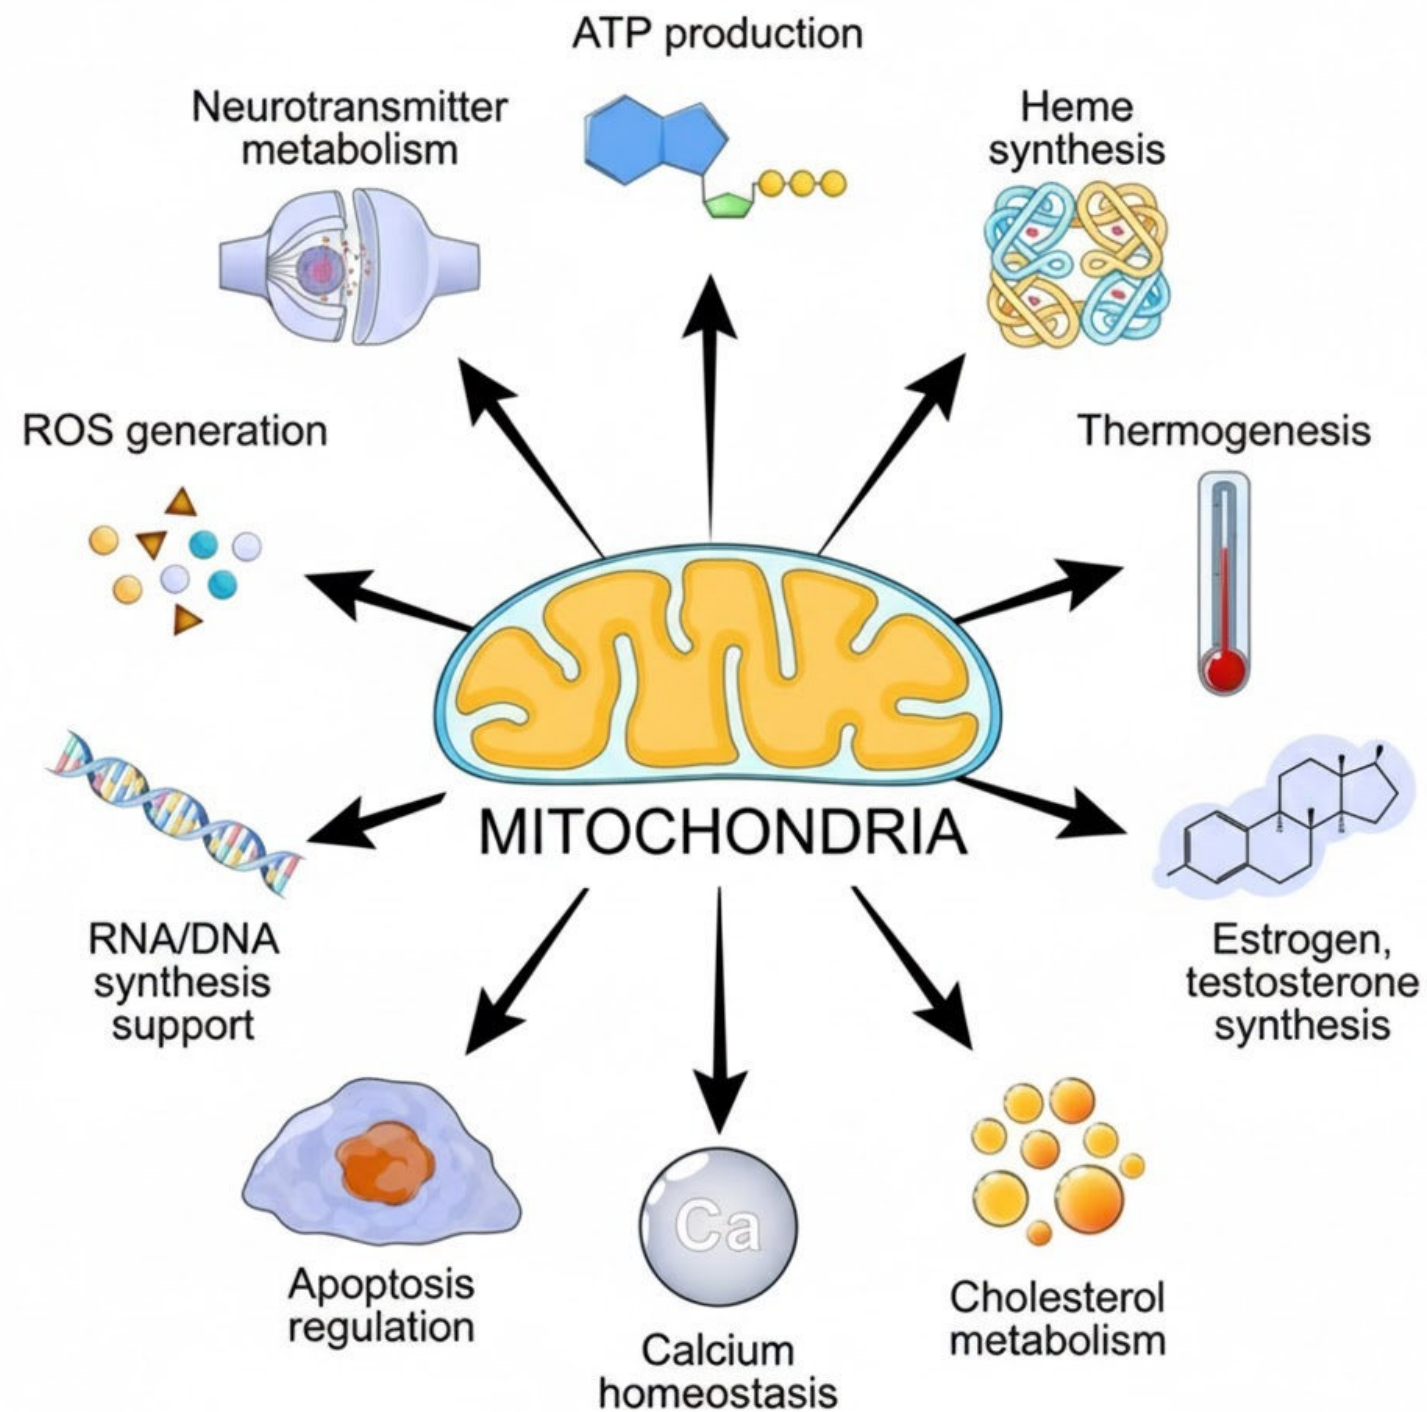 ATP production
Neurotransmitter
metabolism
Heme
synthesis
ROS generation
Thermogenesis
MITOCHONDRIA
RNA/DNA
synthesis
support
Estrogen,
testosterone
synthesis
Apoptosis
regulation
Ca
Calcium
homeostasis
Cholesterol
metabolism